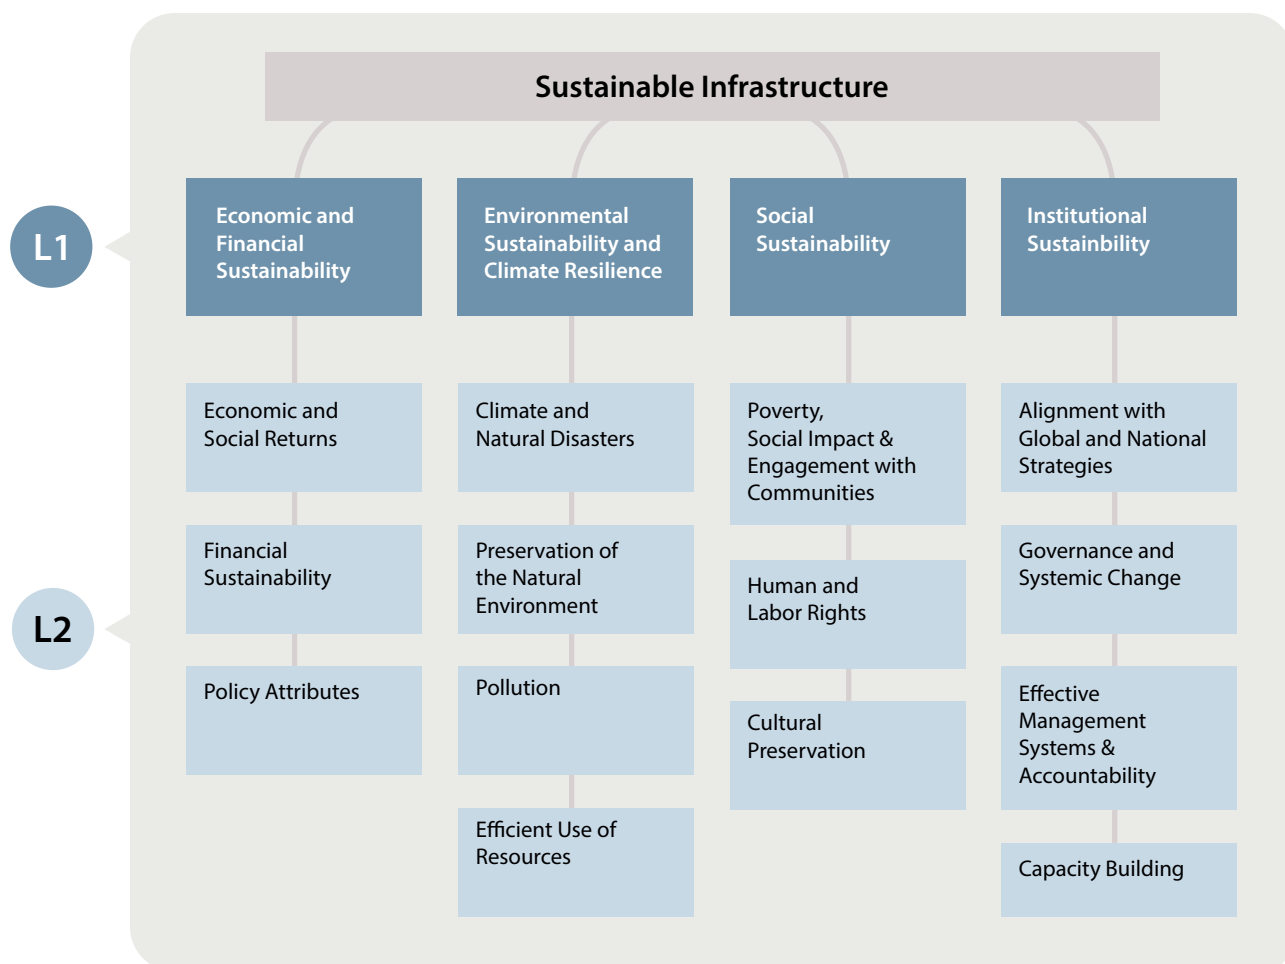 Sustainable Infrastructure
L1
Economic and
Financial
Sustainability
Environmental
Sustainability and
Climate Resilience
Social
Sustainability
Institutional
Sustainbility
L2
Economic and
Social Returns
Financial
Sustainability
Policy Attributes
Climate and
Natural Disasters
Preservation of
the Natural
Environment
Pollution
Efficient Use of
Resources
Poverty,
Social Impact &
Engagement with
Communities
Human and
Labor Rights
Cultural
Preservation
Alignment with
Global and National
Strategies
Governance and
Systemic Change
Effective
Management
Systems &
Accountability
Capacity Building